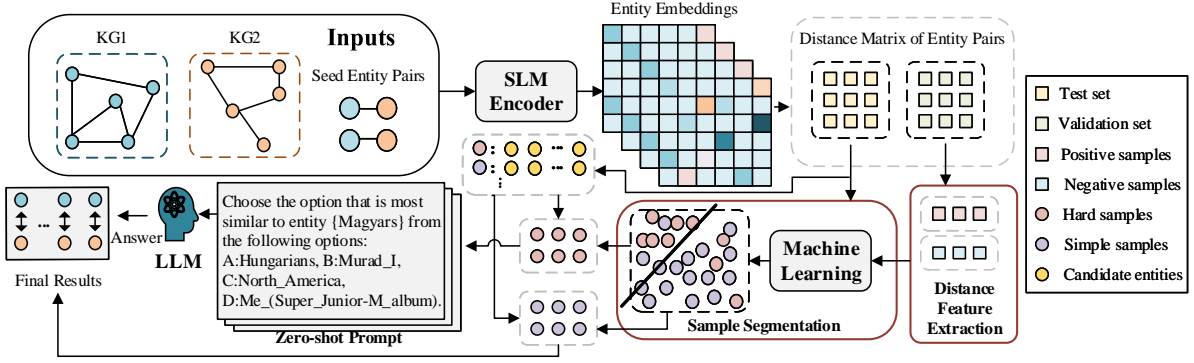 Inputs
KG1
KG2
Seed Entity Pairs
SLM
Encoder
Entity Embeddings
Distance Matrix of Entity Pairs
Test set
Validation set
Positive samples
Negative samples
Hard samples
Simple samples
Candidate entities
Distance
Feature
Extraction
Machine
Learning
Sample Segmentation
Choose the option that is most
similar to entity {Magyars} from
the following options:
A:Hungarians, B:Murad_I,
C:North_America,
D:Me_(Super_Junior-M_album).
Zero-shot Prompt
LLM
Answer
Final Results